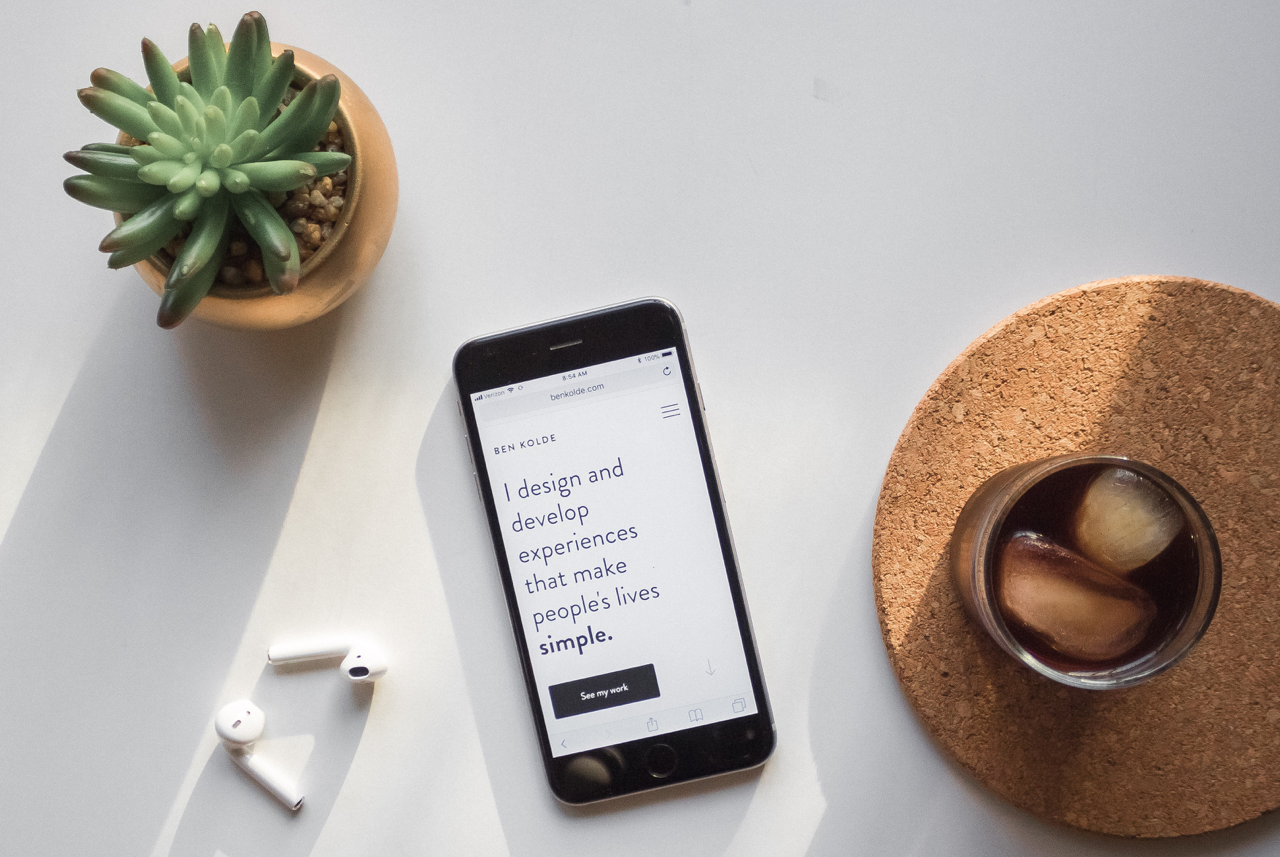 Verizon 8:54 AM 100%
benkolde.com
BEN KOLDE
I design and
develop
experiences
that make
people's lives
simple.
See my work